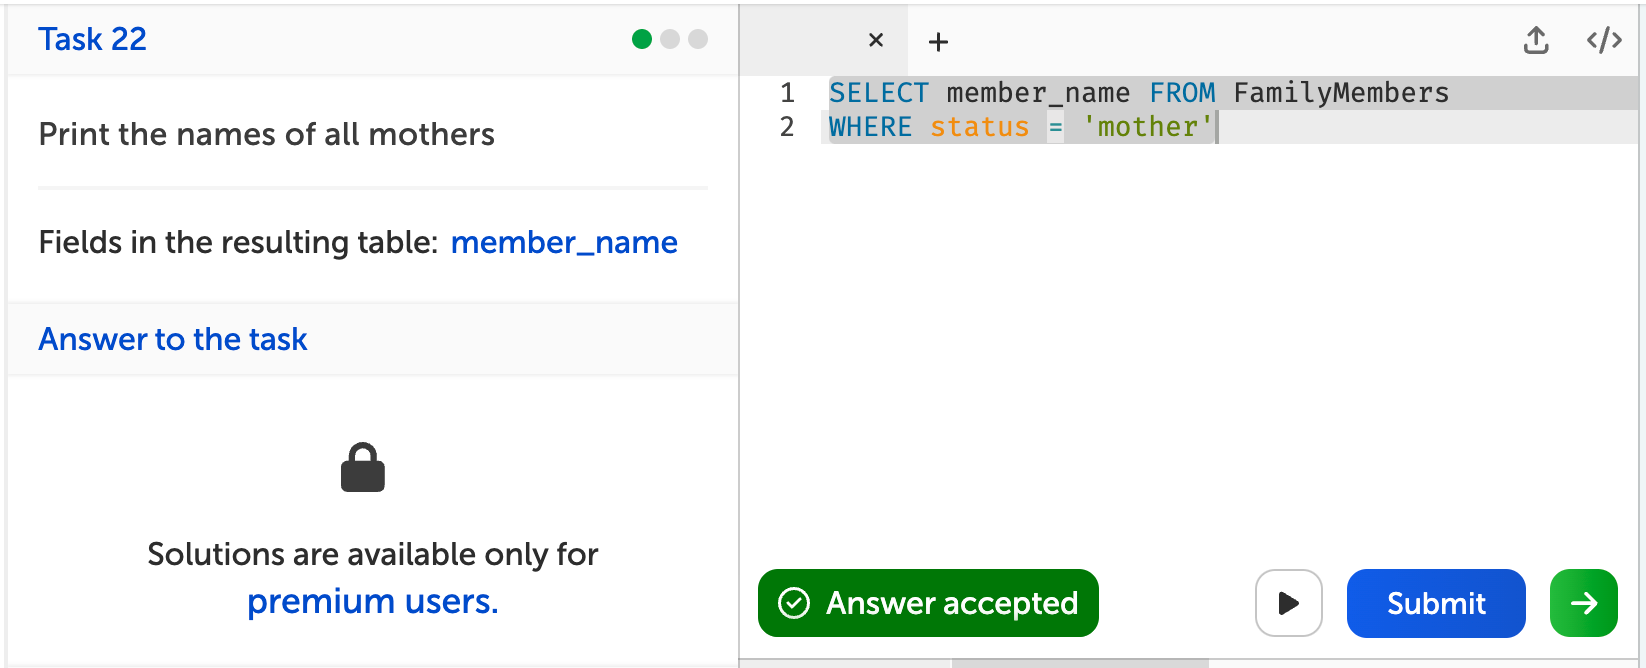 Task 22
Print the names of all mothers
Fields in the resulting table: member_name
Answer to the task
Solutions are available only for
premium users.
1 SELECT member_name FROM FamilyMembers
2 WHERE status = 'mother'
Answer accepted
Submit